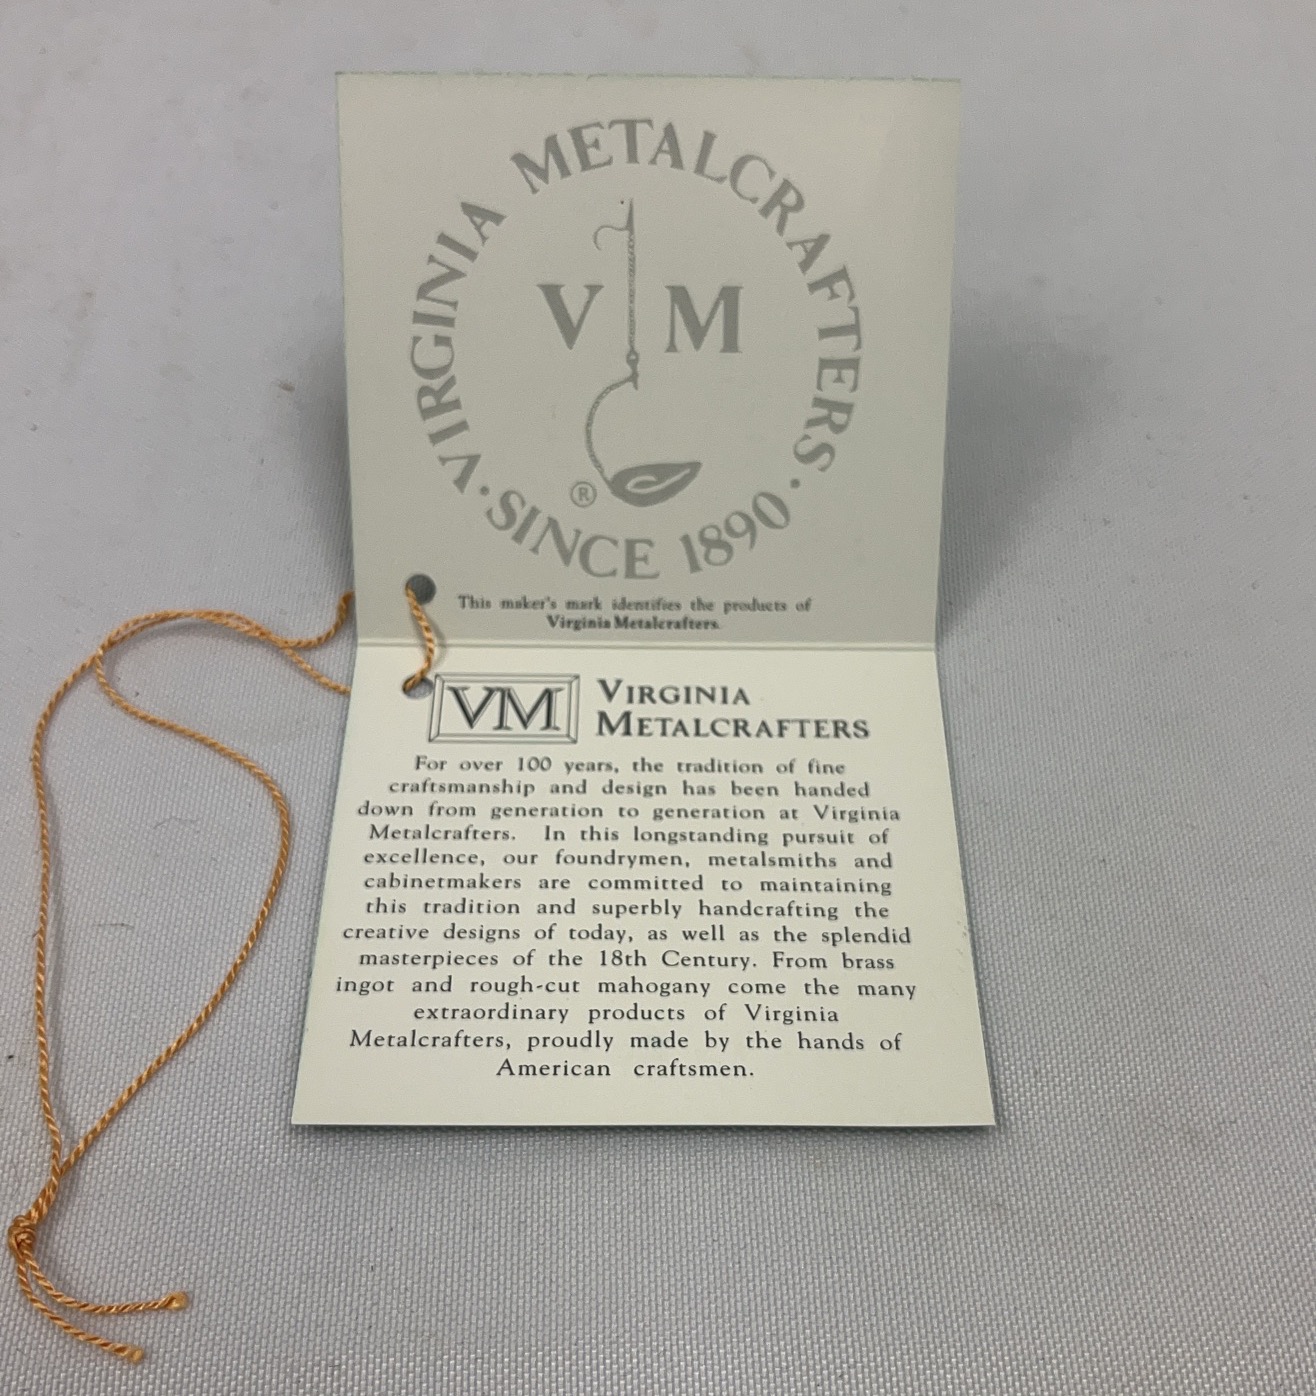 VIRGINIA METALCRAFTERS · SINCE 1890 ·
V M
®
This maker's mark identifies the products of
Virginia Metalcrafters.
VM
VIRGINIA
METALCRAFTERS
For over 100 years, the tradition of fine
craftsmanship and design has been handed
down from generation to generation at Virginia
Metalcrafters. In this longstanding pursuit of
excellence, our foundrymen, metalsmiths and
cabinetmakers are committed to maintaining
this tradition and superbly handcrafting the
creative designs of today, as well as the splendid
masterpieces of the 18th Century. From brass
ingot and rough-cut mahogany come the many
extraordinary products of Virginia
Metalcrafters, proudly made by the hands of
American craftsmen.